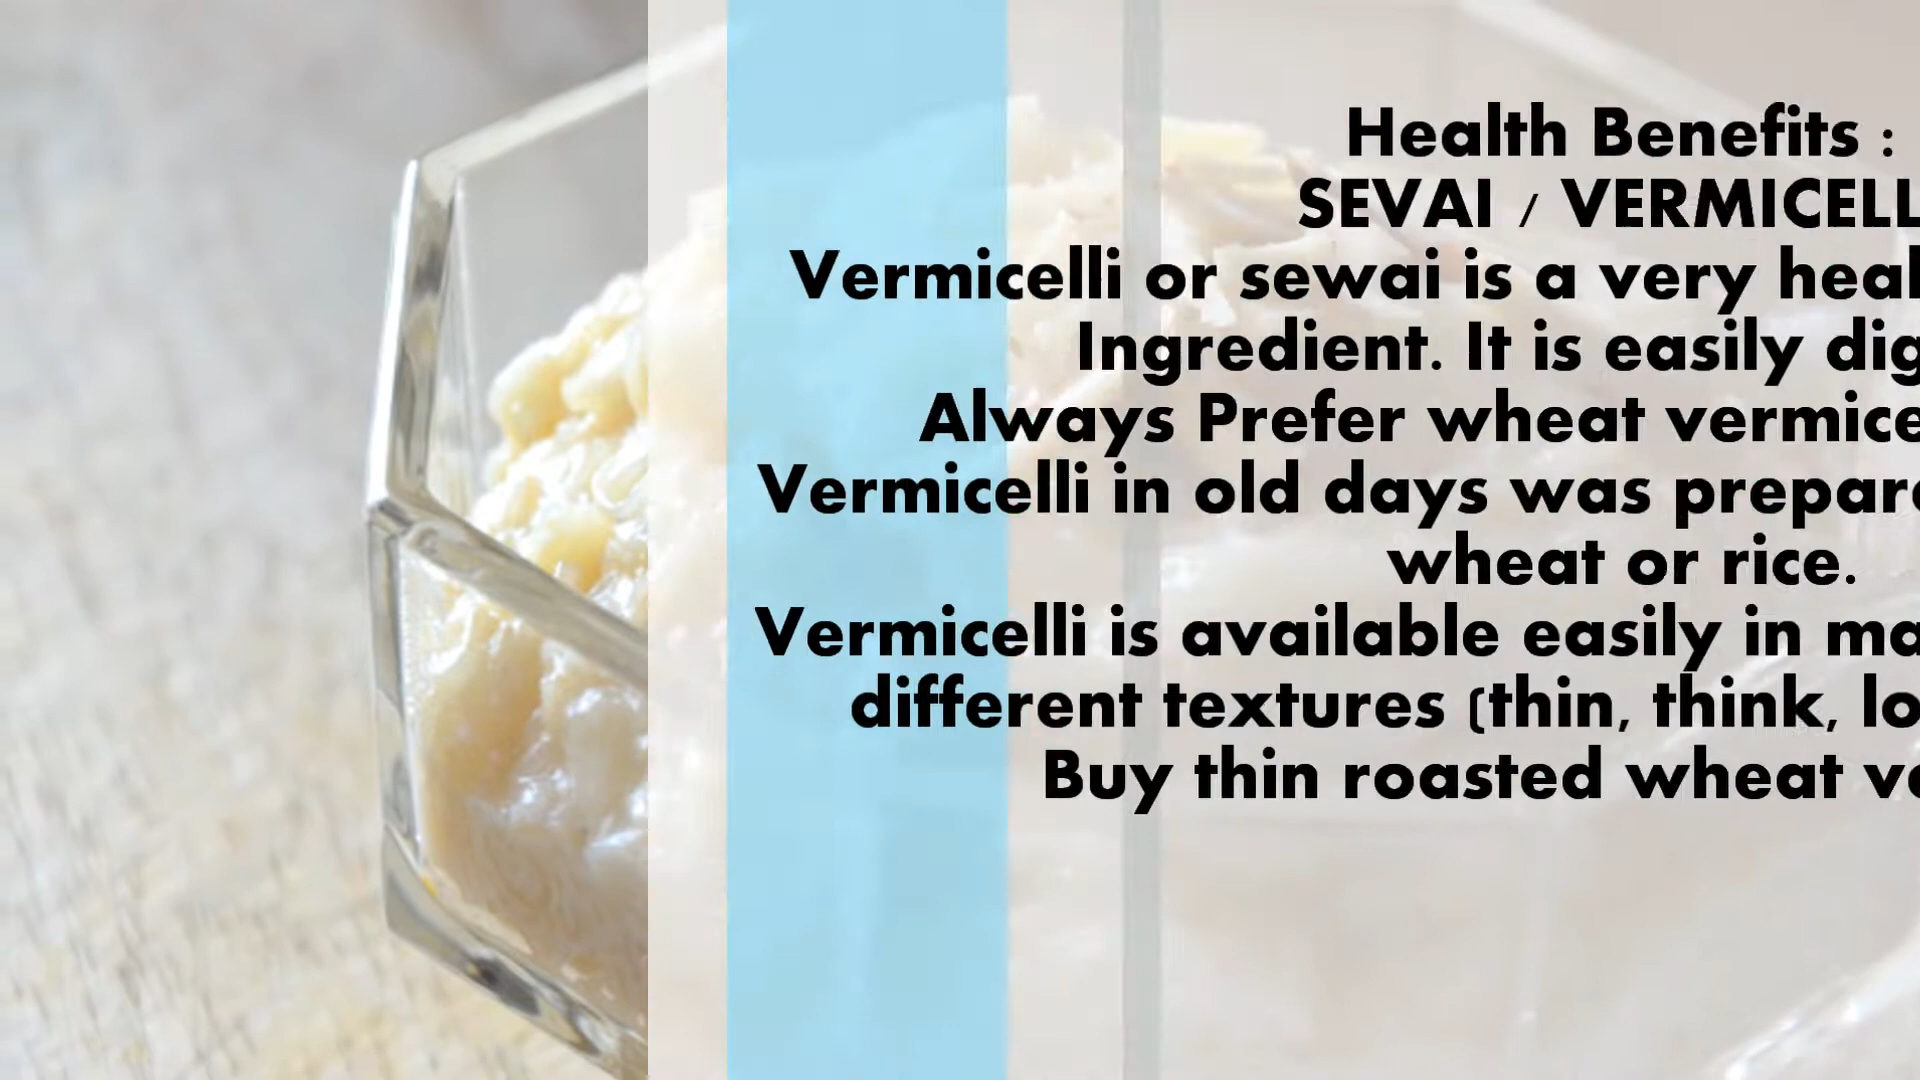 Health Benefits :
SEVAI / VERMICELL
Vermicelli or sewai is a very heal
Ingredient. It is easily dig
Always Prefer wheat vermice
Vermicelli in old days was prepar
wheat or rice.
Vermicelli is available easily in ma
different textures (thin, think, lo
Buy thin roasted wheat ve